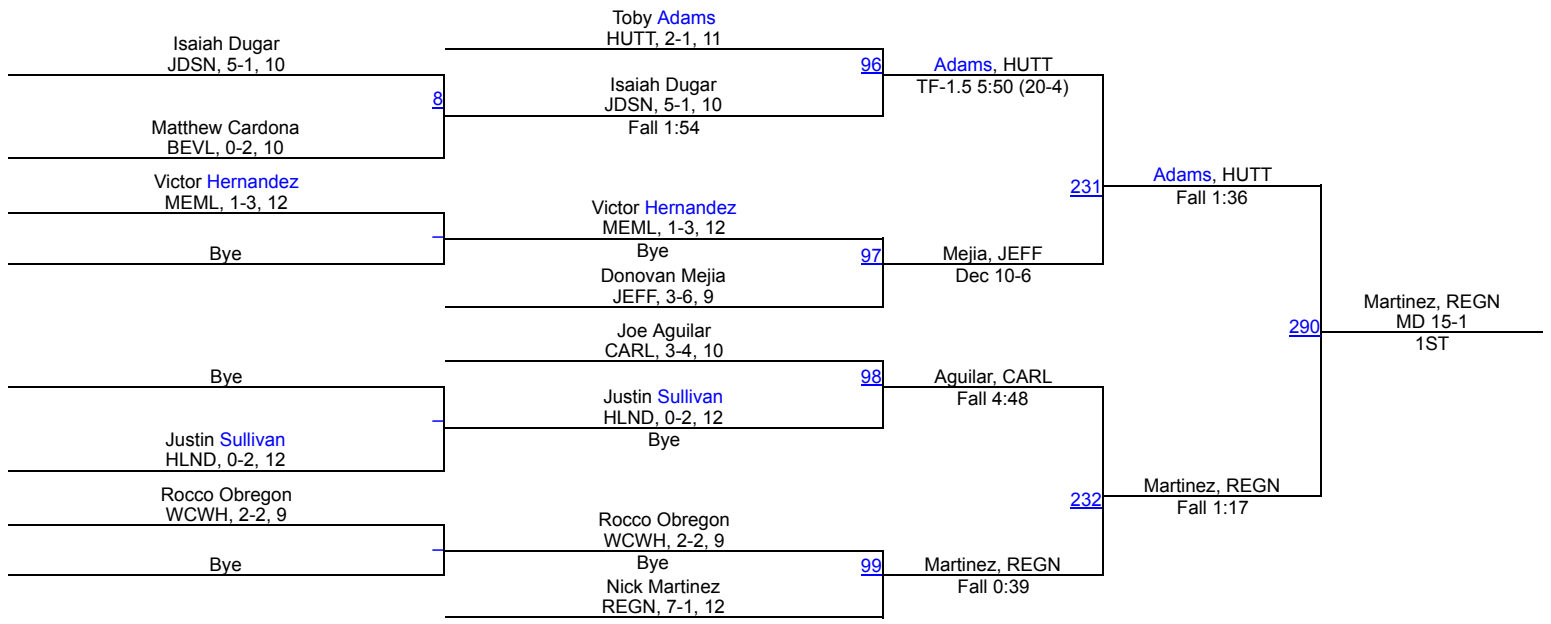 Isaiah Dugar
JDSN, 5-1, 10
8
Matthew Cardona
BEVL, 0-2, 10
Victor Hernandez
MEML, 1-3, 12
Bye
Bye
Justin Sullivan
HLND, 0-2, 12
Rocco Obregon
WCWH, 2-2, 9
Bye
Toby Adams
HUTT, 2-1, 11
96
Isaiah Dugar
JDSN, 5-1, 10
Fall 1:54
Victor Hernandez
MEML, 1-3, 12
Bye
97
Donovan Mejia
JEFF, 3-6, 9
Joe Aguilar
CARL, 3-4, 10
98
Justin Sullivan
HLND, 0-2, 12
Bye
Rocco Obregon
WCWH, 2-2, 9
Bye
99
Nick Martinez
REGN, 7-1, 12
Adams, HUTT
TF-1.5 5:50 (20-4)
231
Mejia, JEFF
Dec 10-6
Aguilar, CARL
Fall 4:48
232
Martinez, REGN
Fall 0:39
Adams, HUTT
Fall 1:36
290
Martinez, REGN
Fall 1:17
Martinez, REGN
MD 15-1
1ST